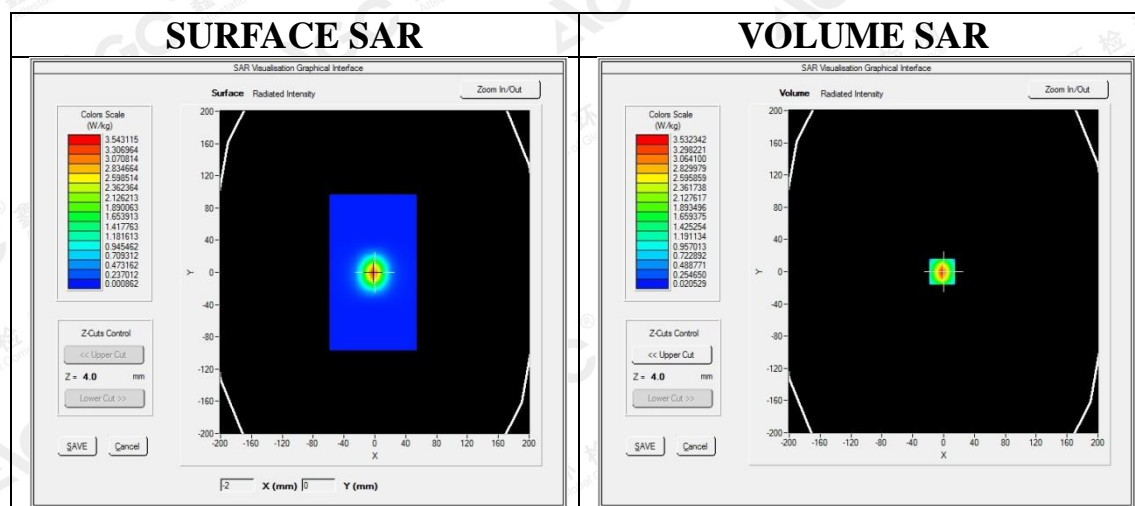 SURFACE SAR
VOLUME SAR
SAR Visualisation Graphical Interface
Surface Radiated Intensity
Zoom In/Out
Colors Scale
(W/kg)
3.543115
3.306964
3.070814
2.834664
2.598514
2.362364
2.126213
1.890063
1.653913
1.417763
1.181613
0.945462
0.709312
0.473162
0.237012
0.000862
Z-Cuts Control
<< Upper Cut
Z = 4.0 mm
Lower Cut >>
SAVE Cancel
200
160
120
80
40
0
-40
-80
-120
-160
-200
Y
-200 -160 -120 -80 -40 0 40 80 120 160 200
X
-2 X (mm) 0 Y (mm)
SAR Visualisation Graphical Interface
Volume Radiated Intensity
Zoom In/Out
Colors Scale
(W/kg)
3.532342
3.298221
3.064100
2.829979
2.595859
2.361738
2.127617
1.893496
1.659375
1.425254
1.191134
0.957013
0.722892
0.488771
0.254650
0.020529
Z-Cuts Control
<< Upper Cut
Z = 4.0 mm
Lower Cut >>
SAVE Cancel
200
160
120
80
40
0
-40
-80
-120
-160
-200
Y
-200 -160 -120 -80 -40 0 40 80 120 160 200
X